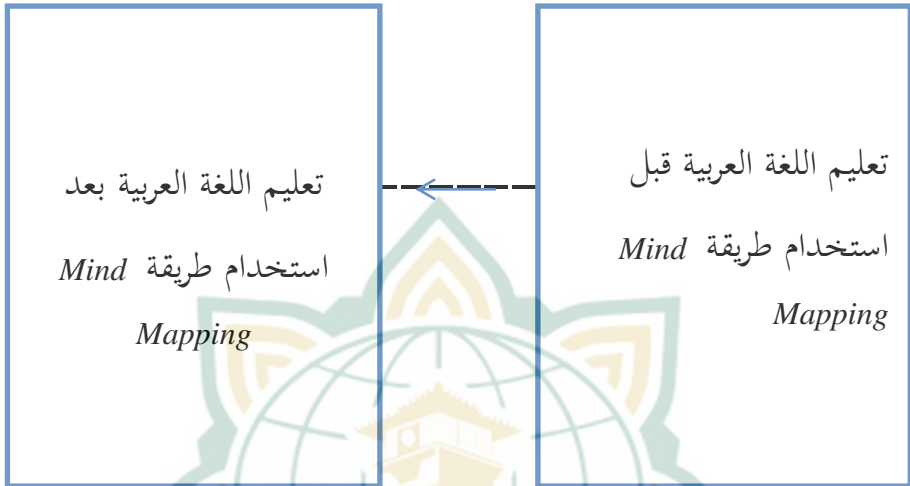 تعليم اللغة العربية قبل
استخدام طريقة Mind
Mapping
تعليم اللغة العربية بعد
استخدام طريقة Mind
Mapping